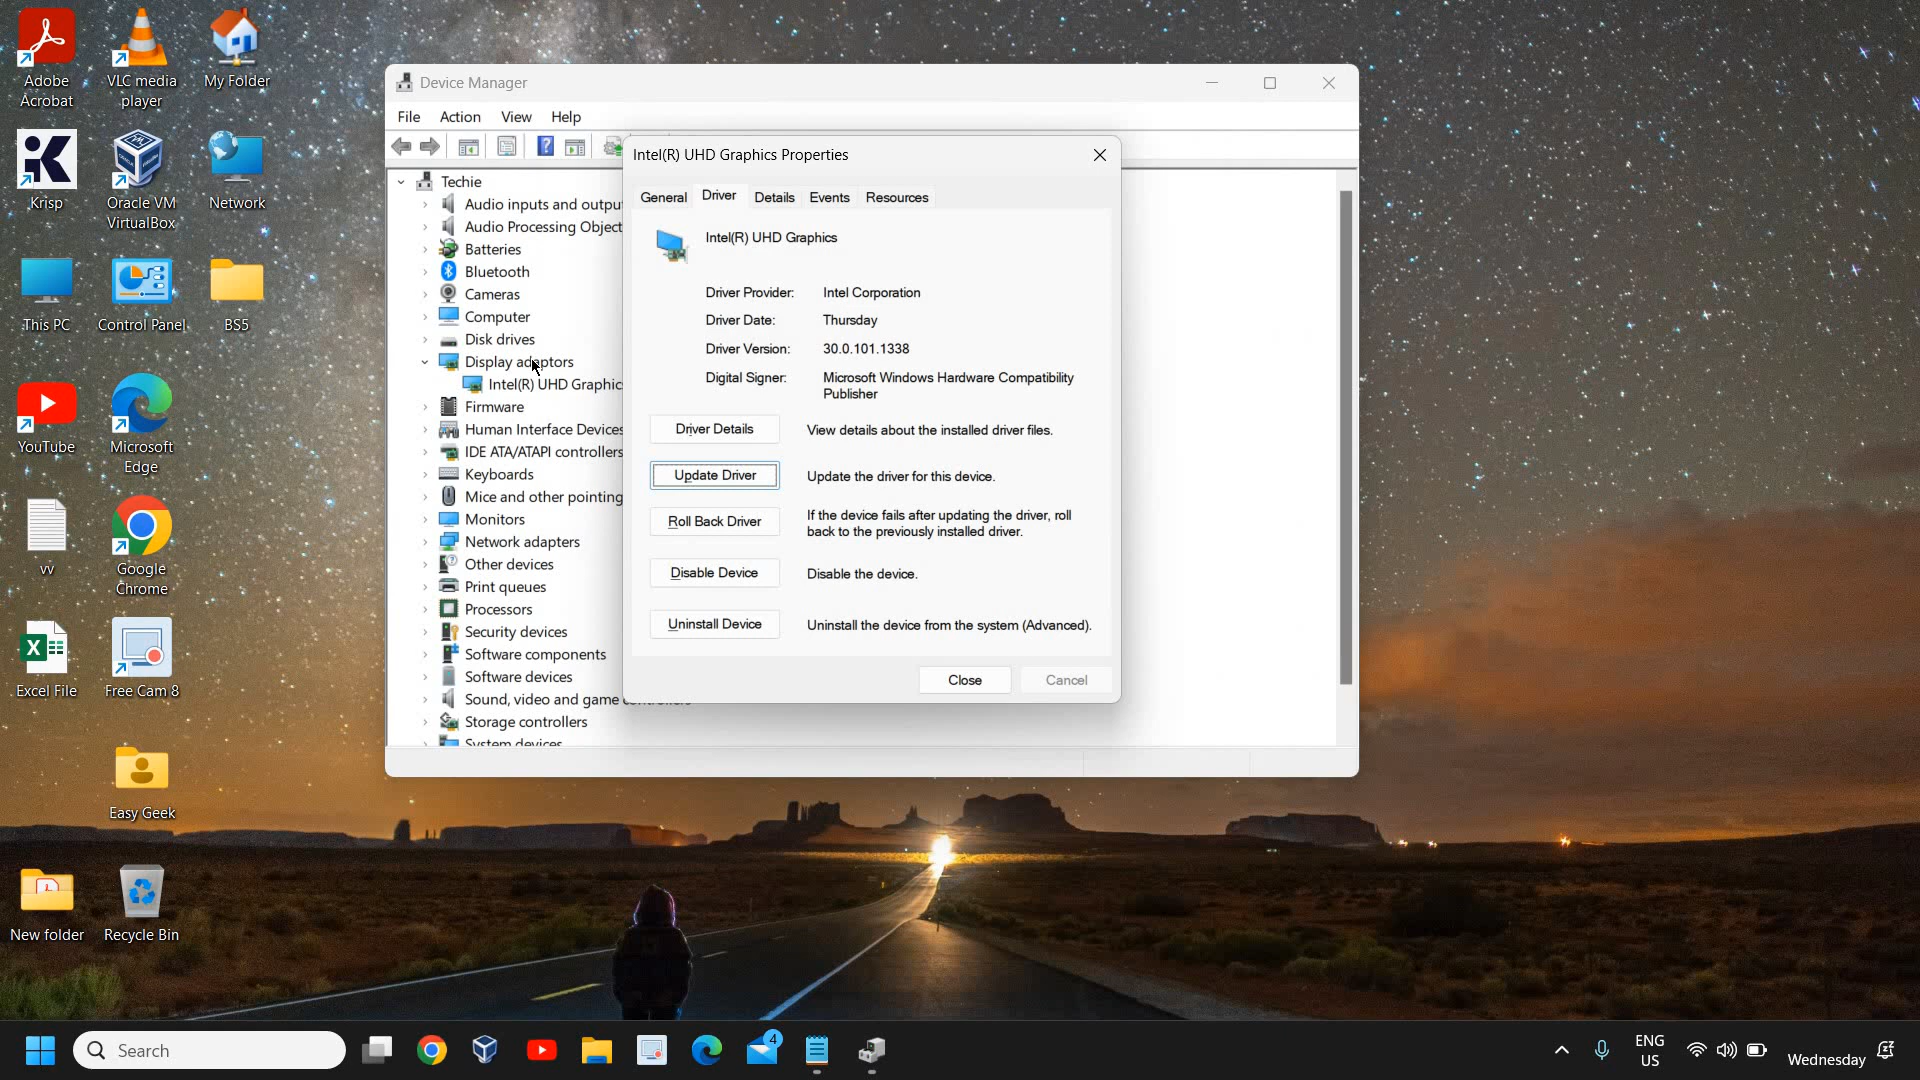 Adobe
Acrobat
VLC media
player
My Folder
Krisp
Oracle VM
VirtualBox
Network
This PC
Control Panel
BS5
YouTube
Microsoft
Edge
vv
Google
Chrome
Excel File
Free Cam 8
Easy Geek
New folder
Recycle Bin
Device Manager
File
Action
View
Help
Techie
Audio inputs and outpu
Audio Processing Object
Batteries
Bluetooth
Cameras
Computer
Disk drives
Display adaptors
Intel(R) UHD Graphics
Firmware
Human Interface Devices
IDE ATA/ATAPI controllers
Keyboards
Mice and other pointing
Monitors
Network adapters
Other devices
Print queues
Processors
Security devices
Software components
Software devices
Sound, video and game controllers
Storage controllers
System devices
Intel(R) UHD Graphics Properties
General
Driver
Details
Events
Resources
Intel(R) UHD Graphics
Driver Provider: Intel Corporation
Driver Date: Thursday
Driver Version: 30.0.101.1338
Digital Signer: Microsoft Windows Hardware Compatibility
Publisher
Driver Details
View details about the installed driver files.
Update Driver
Update the driver for this device.
Roll Back Driver
If the device fails after updating the driver, roll
back to the previously installed driver.
Disable Device
Disable the device.
Uninstall Device
Uninstall the device from the system (Advanced).
Close
Cancel
Search
4
ENG
US
Wednesday